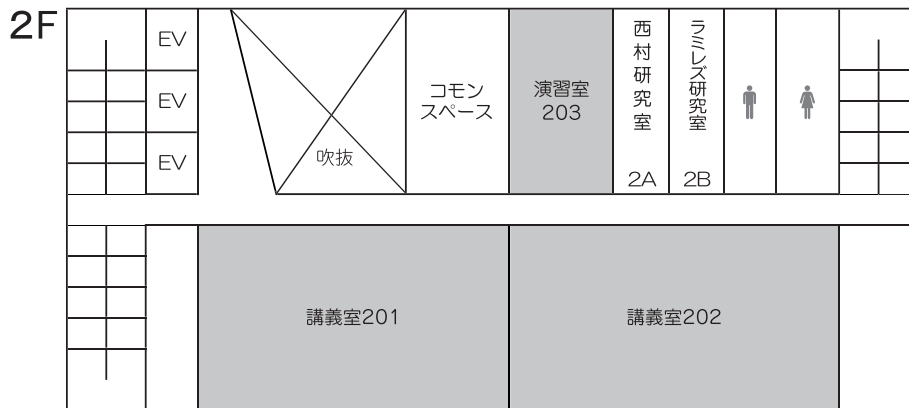 2F
EV
EV
EV
吹抜
コモン
スペース
演習室
203
西村研究室
2A
ラミレズ研究室
2B
講義室201
講義室202